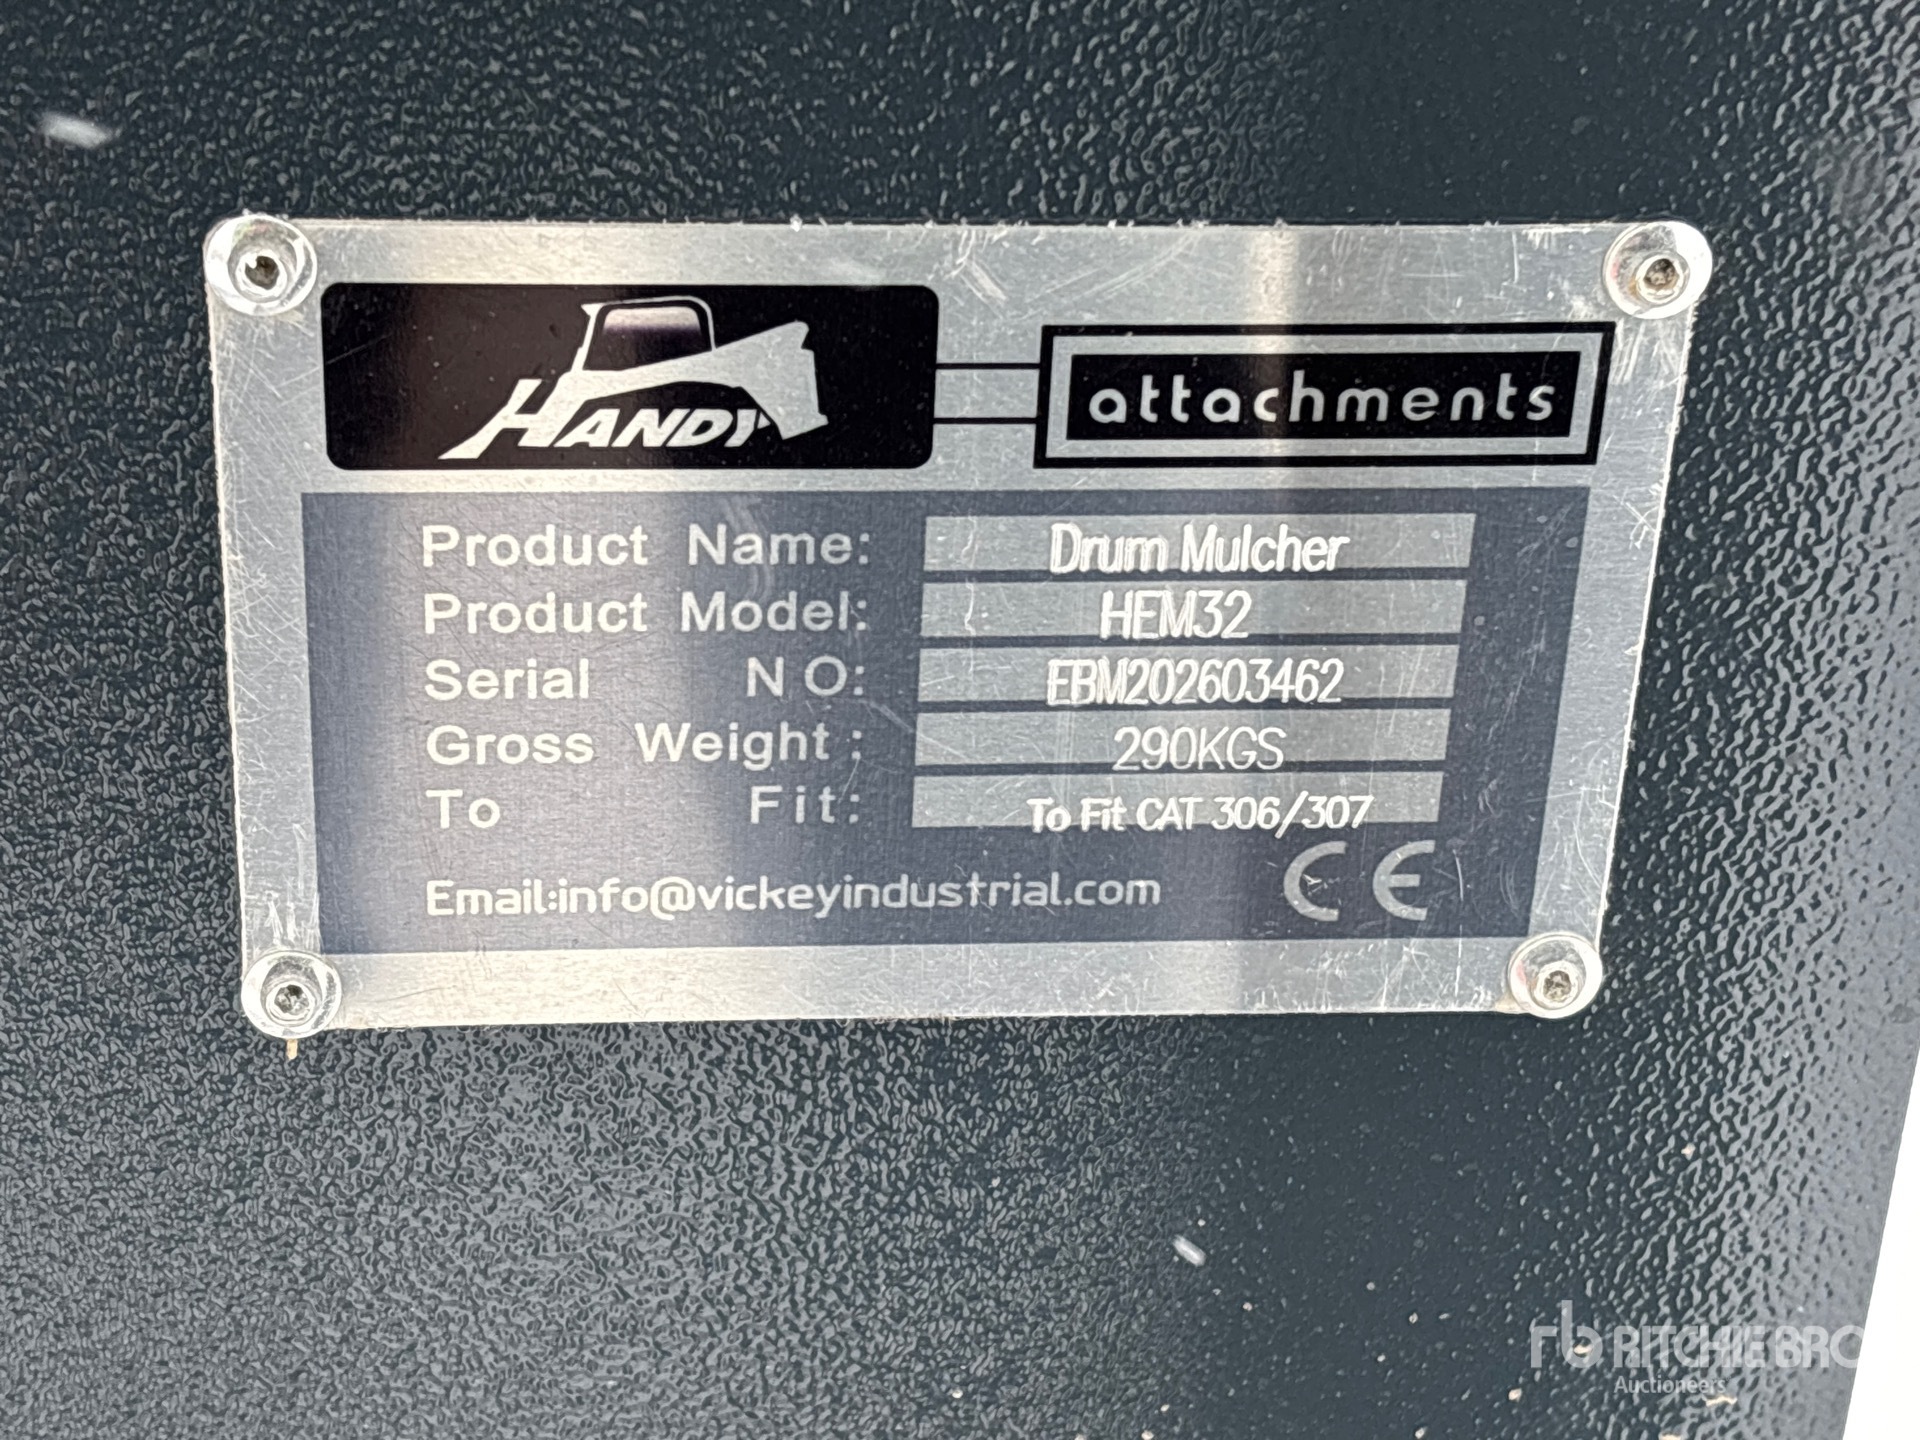 HANDY attachments
Product Name: Drum Mulcher
Product Model: HEM32
Serial NO: EBM202603462
Gross Weight: 290KGS
To Fit: To Fit CAT 306/307
Email:info@vickeyindustrial.com CE
rb RITCHIE BRO
Auctioneers